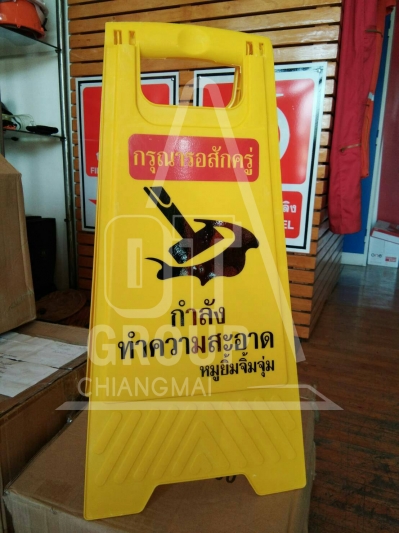 กรุณารอสักครู่
กำลัง
ทำความสะอาด
หมูยิ้มจิ้มจุ่ม
OT
GROUP
CHIANGMAI